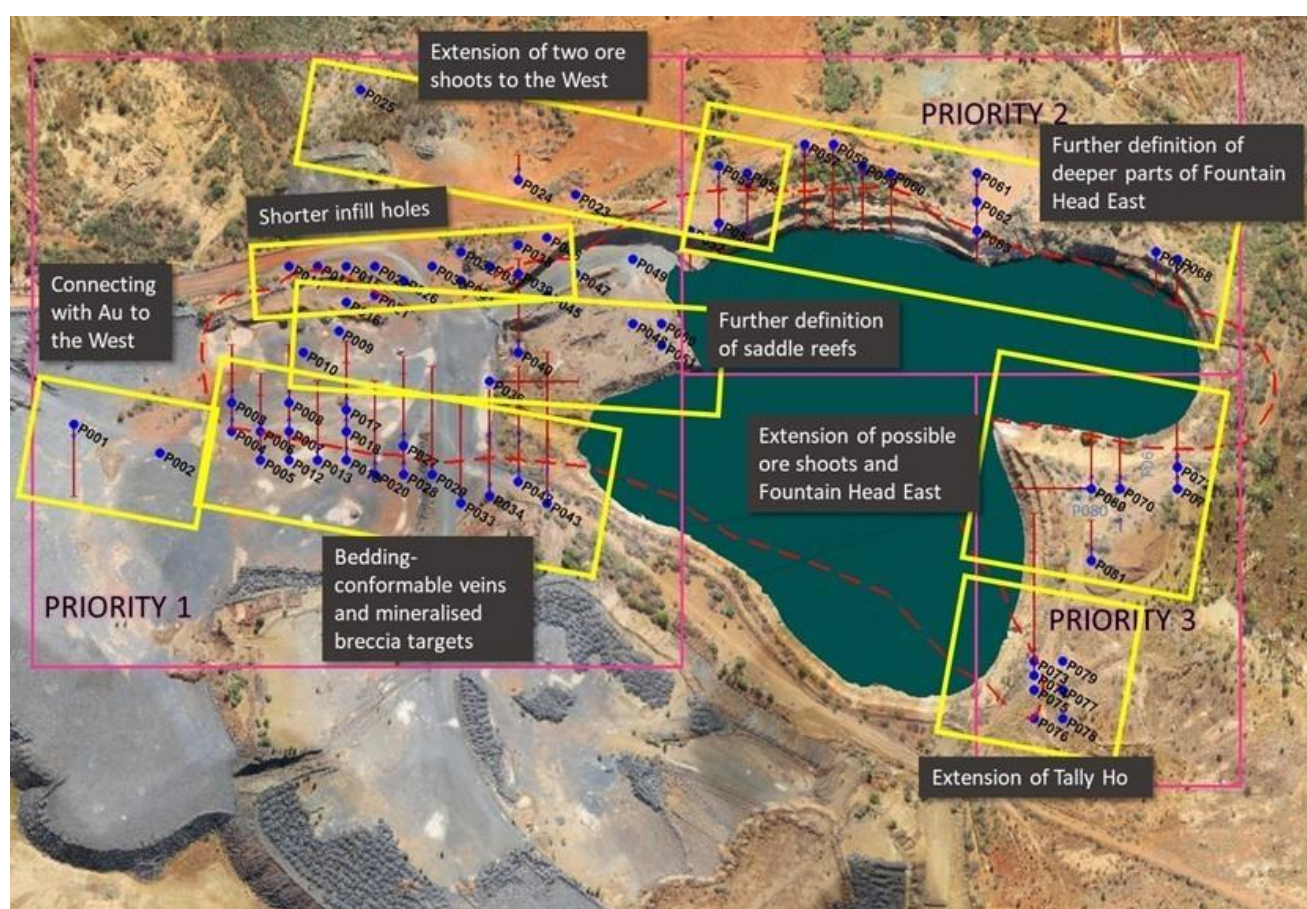 Extension of two ore
shoots to the West
PRIORITY 2
Further definition of
deeper parts of Fountain
Head East
Shorter infill holes
Connecting
with Au to
the West
Further definition
of saddle reefs
Extension of possible
ore shoots and
Fountain Head East
Bedding-
conformable veins
and mineralised
breccia targets
PRIORITY 1
PRIORITY 3
Extension of Tally Ho
P025
P024
P023
P060
P061
P062
P068
P049
P047
P045
P026
P009
P010
P040
P001
P002
P008
P017
P018
P004
P006
P005
P012
P013
P020
P027
P028
P029
P033
P034
P043
P069
P070
P080
P081
P073
P079
P075
P077
P076
P078